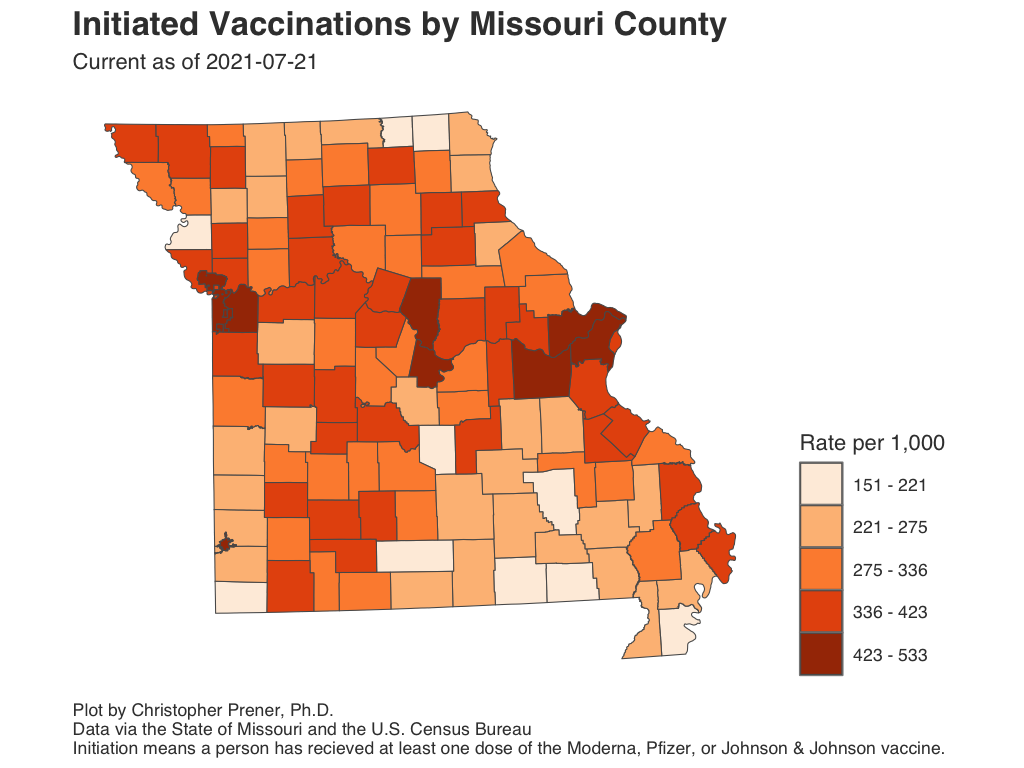 Initiated Vaccinations by Missouri County
Current as of 2021-07-21
Rate per 1,000
151 - 221
221 - 275
275 - 336
336 - 423
423 - 533
Plot by Christopher Prener, Ph.D.
Data via the State of Missouri and the U.S. Census Bureau
Initiation means a person has recieved at least one dose of the Moderna, Pfizer, or Johnson & Johnson vaccine.